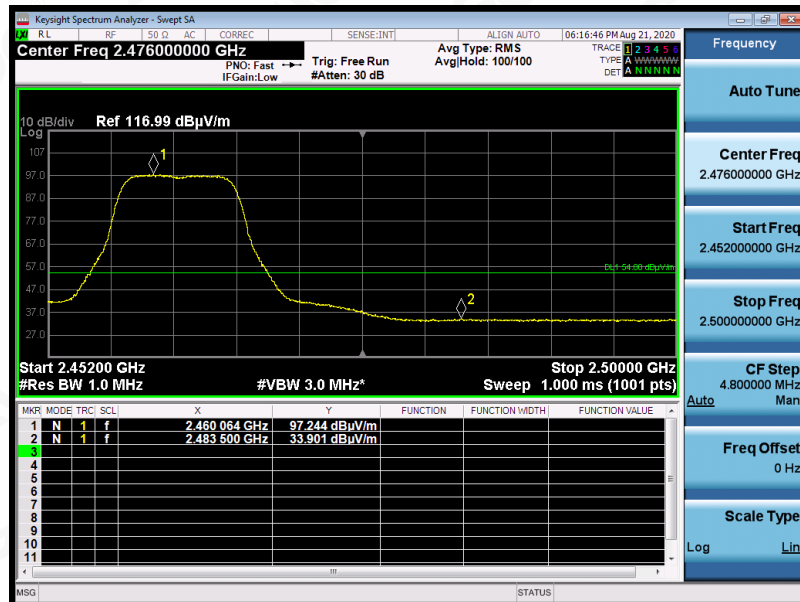 Keysight Spectrum Analyzer - Swept SA
LXI RL RF 50 Ω AC CORREC SENSE:INT ALIGN AUTO 06:16:46 PM Aug 21, 2020
Center Freq 2.476000000 GHz
PNO: Fast
IFGain:Low
Trig: Free Run
#Atten: 30 dB
Avg Type: RMS
Avg|Hold: 100/100
TRACE 1 2 3 4 5 6
TYPE A WWWWW
DET A N N N N N
10 dB/div Ref 116.99 dBµV/m
Log
107
97.0
87.0
77.0
67.0
57.0
47.0
37.0
27.0
1
2
DL1 54.00 dBµV/m
Start 2.45200 GHz Stop 2.50000 GHz
#Res BW 1.0 MHz #VBW 3.0 MHz* Sweep 1.000 ms (1001 pts)
MKR MODE TRC SCL X Y FUNCTION FUNCTION WIDTH FUNCTION VALUE
1 N 1 f 2.460 064 GHz 97.244 dBµV/m
2 N 1 f 2.483 500 GHz 33.901 dBµV/m
3
4
5
6
7
8
9
10
11
MSG STATUS
Frequency
Auto Tune
Center Freq
2.476000000 GHz
Start Freq
2.452000000 GHz
Stop Freq
2.500000000 GHz
CF Step
4.800000 MHz
Auto Man
Freq Offset
0 Hz
Scale Type
Log Lin